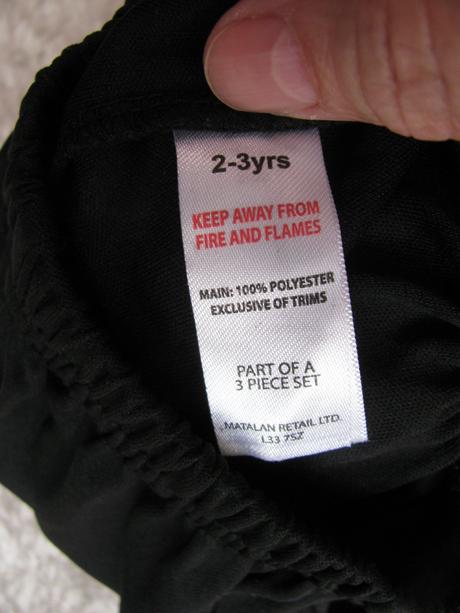 2-3yrs
KEEP AWAY FROM
FIRE AND FLAMES
MAIN: 100% POLYESTER
EXCLUSIVE OF TRIMS
PART OF A
3 PIECE SET
MATALAN RETAIL LTD.
L33 7SZ